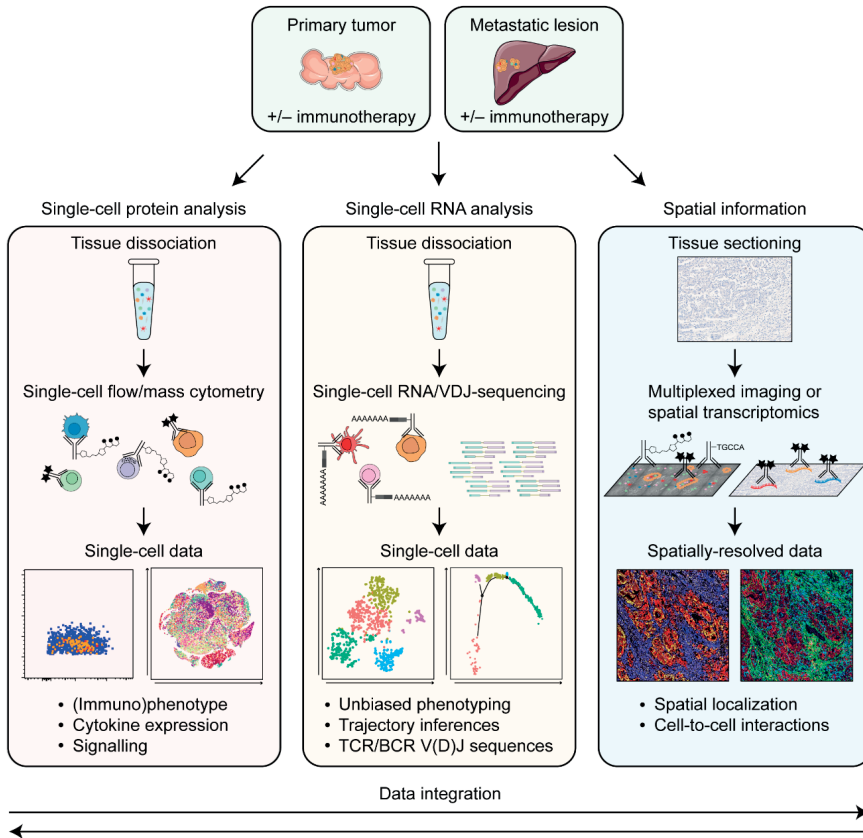 Primary tumor
+/– immunotherapy
Metastatic lesion
+/– immunotherapy
Single-cell protein analysis
Tissue dissociation
Single-cell flow/mass cytometry
Single-cell data
• (Immuno)phenotype
• Cytokine expression
• Signalling
Single-cell RNA analysis
Tissue dissociation
Single-cell RNA/VDJ-sequencing
AAAAAAA
AAAAAAA
AAAAAAA
Single-cell data
• Unbiased phenotyping
• Trajectory inferences
• TCR/BCR V(D)J sequences
Spatial information
Tissue sectioning
Multiplexed imaging or
spatial transcriptomics
TGCCA
Spatially-resolved data
• Spatial localization
• Cell-to-cell interactions
Data integration